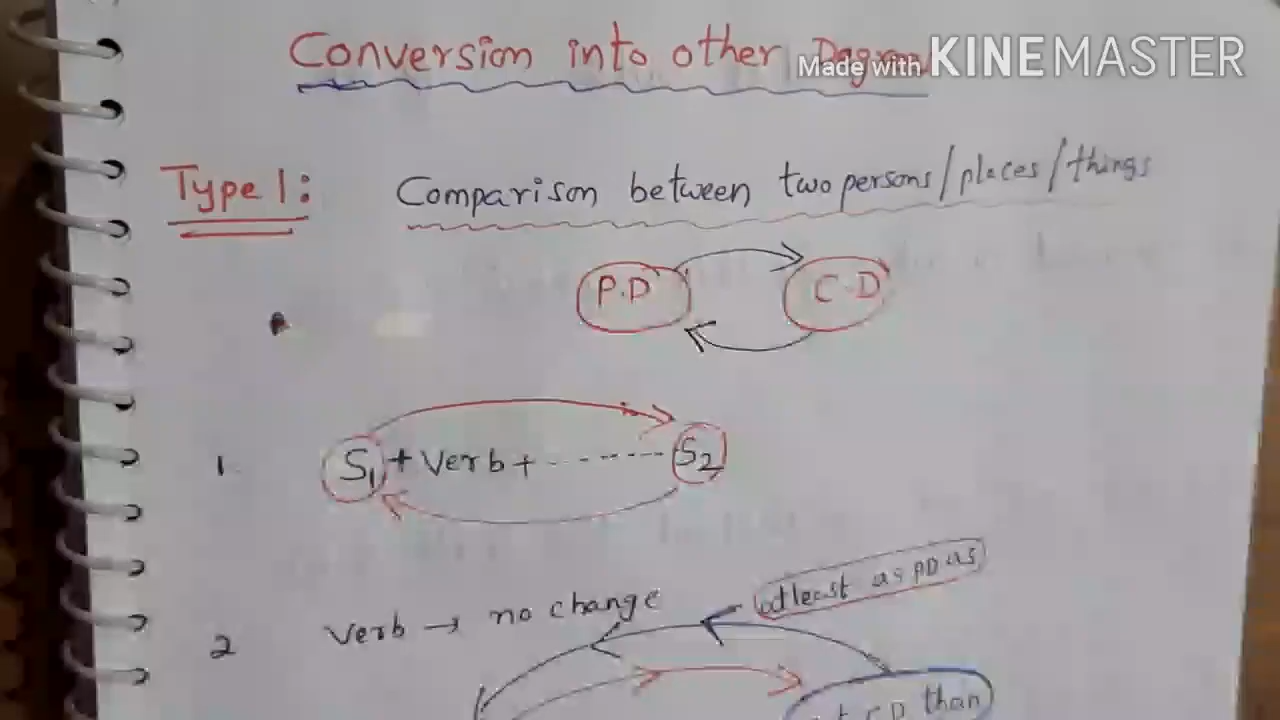 Conversion into other Degree
Made with KINEMASTER
Type 1: Comparison between two persons/places/things
P.D C.D
1. S1 + Verb + ------- S2
atleast as PD as
2 Verb → no change
C.D than